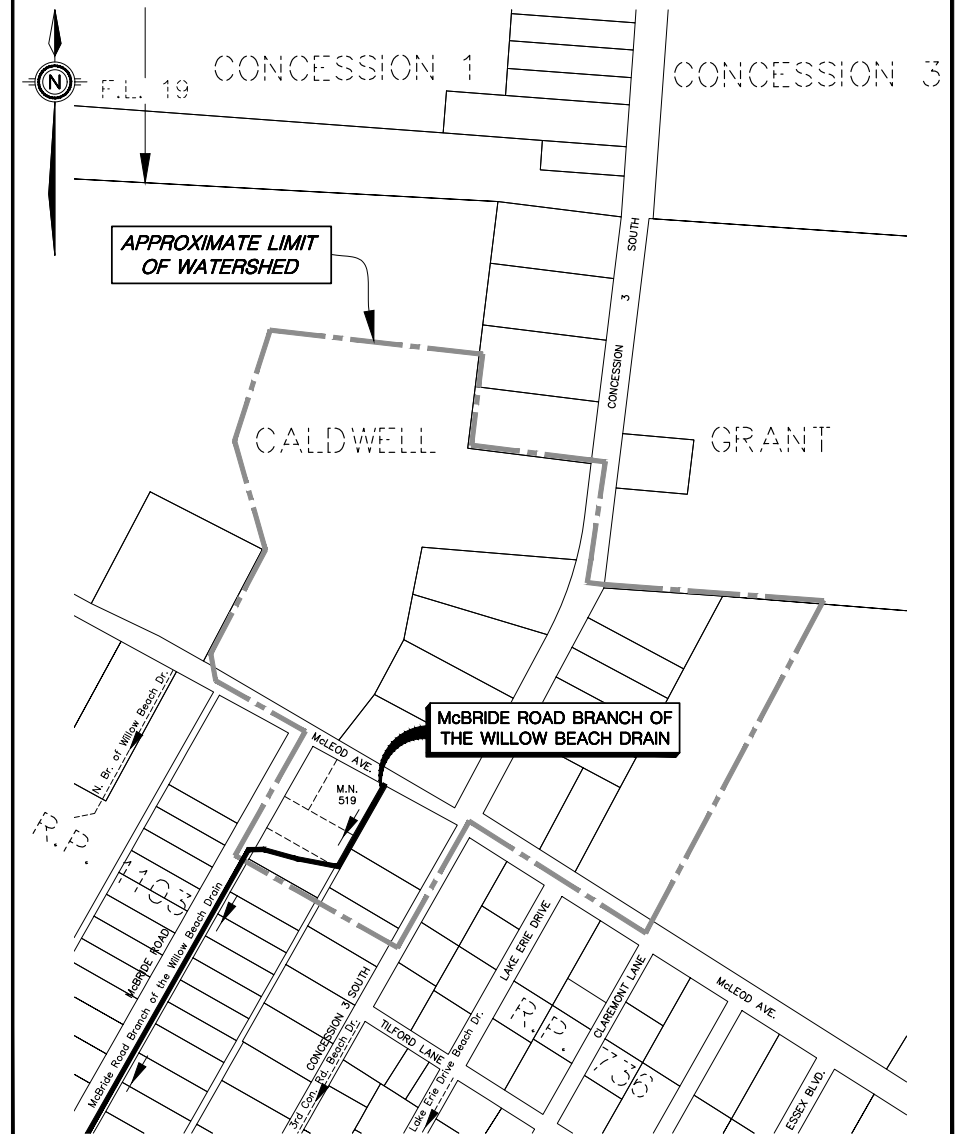 CONCESSION 1
CONCESSION 3
N
F.L. 19
APPROXIMATE LIMIT
OF WATERSHED
SOUTH
3
CONCESSION
CALDWELL
GRANT
McBRIDE ROAD BRANCH OF
THE WILLOW BEACH DRAIN
McLEOD AVE.
M.N.
519
N. Br. of Willow Beach Dr.
R.P.
1103
McBRIDE ROAD
McBride Road Branch of the Willow Beach Drain
CONCESSION 3 SOUTH
3rd Con. Rd. Beach Dr.
TILFORD LANE
LAKE ERIE DRIVE
Lake Erie Drive Beach Dr.
R.P.
736
CLAREMONT LANE
McLEOD AVE.
ESSEX BLVD.